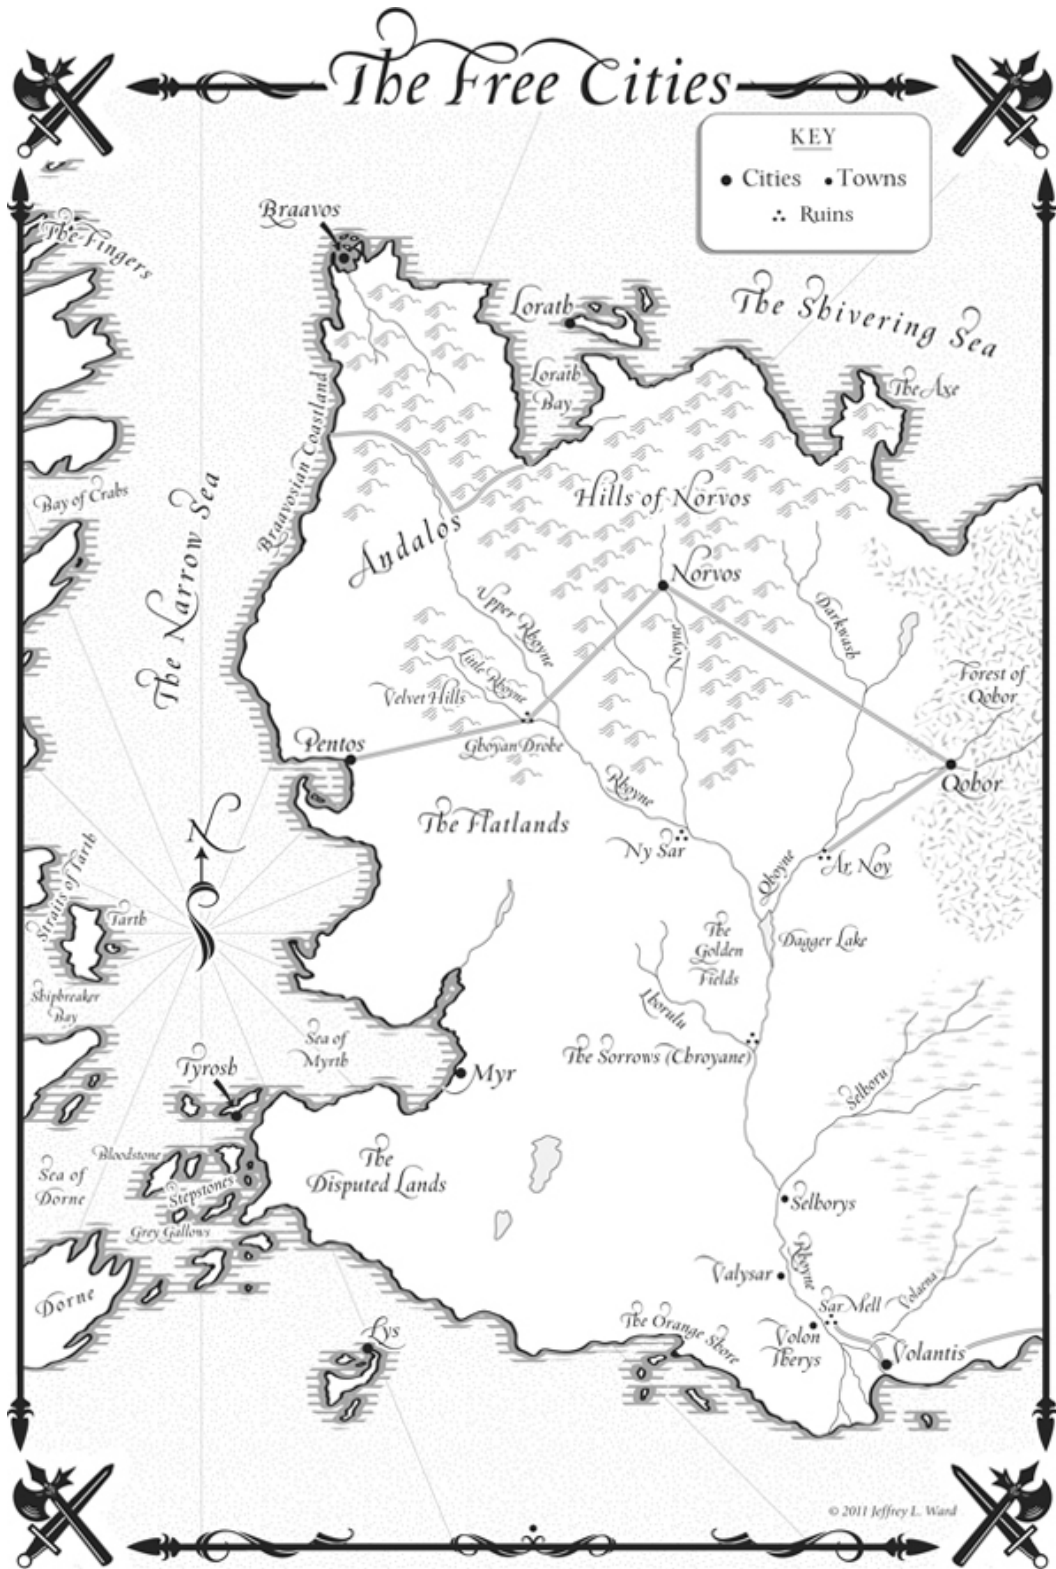 The Free Cities
KEY
Cities
Towns
Ruins
Braavos
The Fingers
Lorath
The Shivering Sea
Lorath
Bay
The Axe
Braavosian Coastland
Bay of Crabs
Hills of Norvos
The Narrow Sea
Andalos
Norvos
Upper Rhoyne
Darkwash
Noyne
Little Rhoyne
Velvet Hills
Forest of
Qohor
Ghoyan Drohe
Pentos
Qohor
Rhoyne
The Flatlands
Ny Sar
Qhoyne
Ar Noy
N
Straits of Tarth
Tarth
The
Golden
Fields
Dagger Lake
Shipbreaker
Bay
Lhorulu
Sea of
Myrth
The Sorrows (Chroyane)
Tyrosh
Myr
Selhoru
Bloodstone
The
Disputed Lands
Sea of
Dorne
Stepstones
Selhorys
Grey Gallows
Rhoyne
Valysar
Dorne
Sar Mell
Volaena
Lys
The Orange Shore
Volon
Therys
Volantis
© 2011 Jeffrey L. Ward